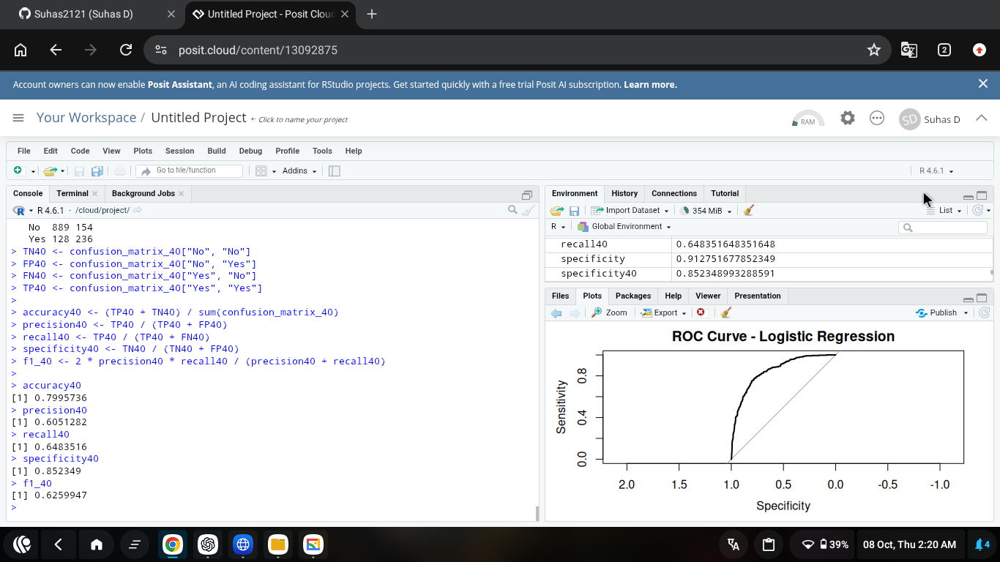 Suhas2121 (Suhas D)
Untitled Project - Posit Cloud
posit.cloud/content/13092875
2
Account owners can now enable Posit Assistant, an AI coding assistant for RStudio projects. Get started quickly with a free trial Posit AI subscription. Learn more.
Your Workspace / Untitled Project ← Click to name your project
RAM
SD
Suhas D
File Edit Code View Plots Session Build Debug Profile Tools Help
Go to file/function
Addins
R 4.6.1
Console Terminal Background Jobs
R 4.6.1 · /cloud/project/
No 889 154
Yes 128 236
> TN40 <- confusion_matrix_40["No", "No"]
> FP40 <- confusion_matrix_40["No", "Yes"]
> FN40 <- confusion_matrix_40["Yes", "No"]
> TP40 <- confusion_matrix_40["Yes", "Yes"]
>
> accuracy40 <- (TP40 + TN40) / sum(confusion_matrix_40)
> precision40 <- TP40 / (TP40 + FP40)
> recall40 <- TP40 / (TP40 + FN40)
> specificity40 <- TN40 / (TN40 + FP40)
> f1_40 <- 2 * precision40 * recall40 / (precision40 + recall40)
>
> accuracy40
[1] 0.7995736
> precision40
[1] 0.6051282
> recall40
[1] 0.6483516
> specificity40
[1] 0.852349
> f1_40
[1] 0.6259947
>
Environment History Connections Tutorial
Import Dataset 354 MiB List
R Global Environment
recall40 0.648351648351648
specificity 0.912751677852349
specificity40 0.852348993288591
Files Plots Packages Help Viewer Presentation
Zoom Export Publish
ROC Curve - Logistic Regression
Sensitivity
0.8
0.4
0.0
2.0 1.5 1.0 0.5 0.0 -0.5 -1.0
Specificity
39% 08 Oct, Thu 2:20 AM 4